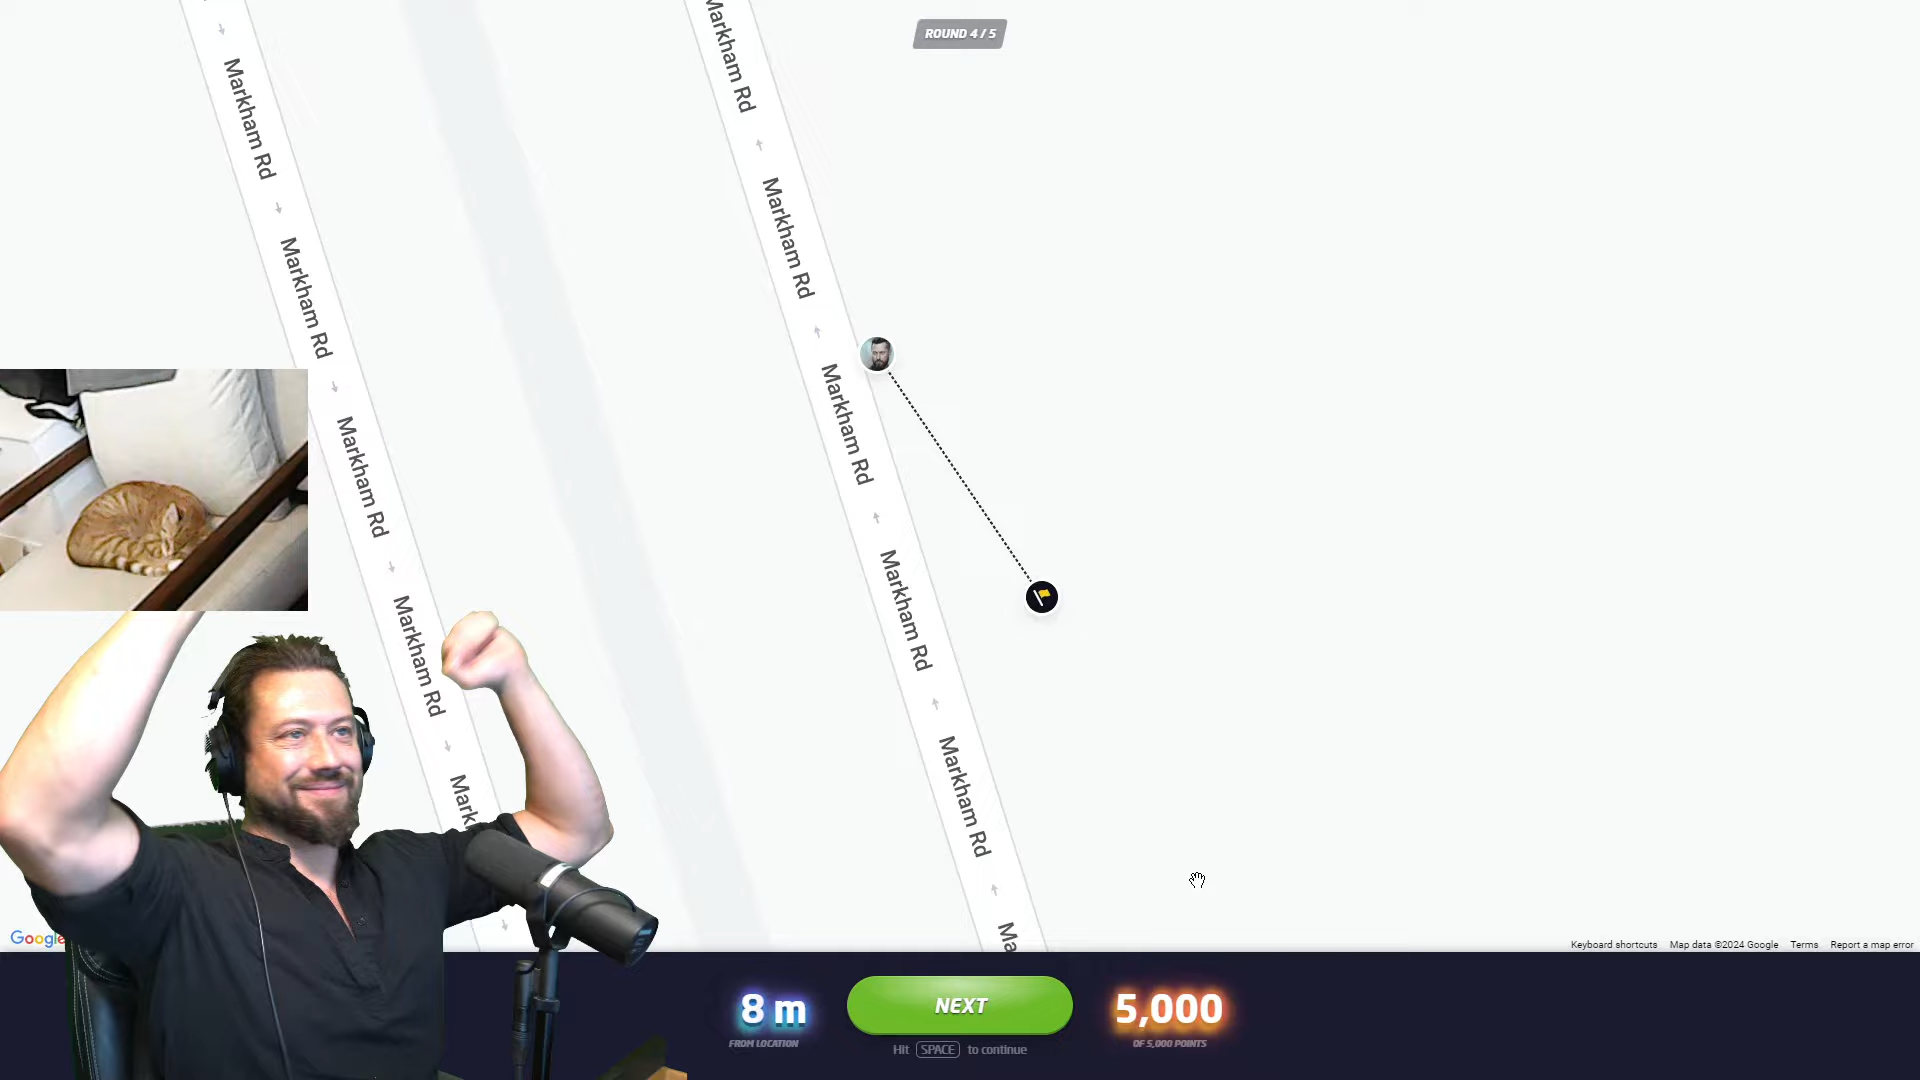 ROUND 4 / 5
Markham Rd
Markham Rd
Markham Rd
Markham Rd
Markham Rd
Markham Rd
Markham Rd
Markham Rd
Markham Rd
Markham Rd
Mark
Ma
Google
Keyboard shortcuts Map data ©2024 Google Terms Report a map error
8 m
FROM LOCATION
NEXT
Hit SPACE to continue
5,000
OF 5,000 POINTS